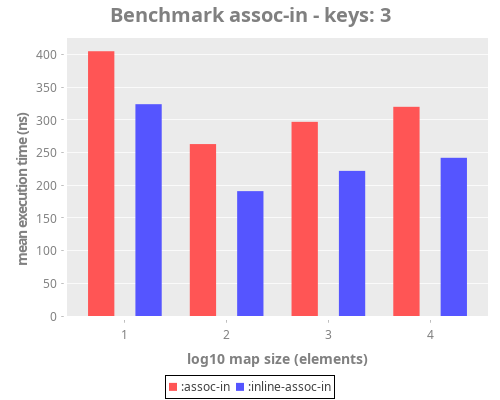 Benchmark assoc-in - keys: 3
mean execution time (ns)
400
350
300
250
200
150
100
50
0
1 2 3 4
log10 map size (elements)
:assoc-in :inline-assoc-in